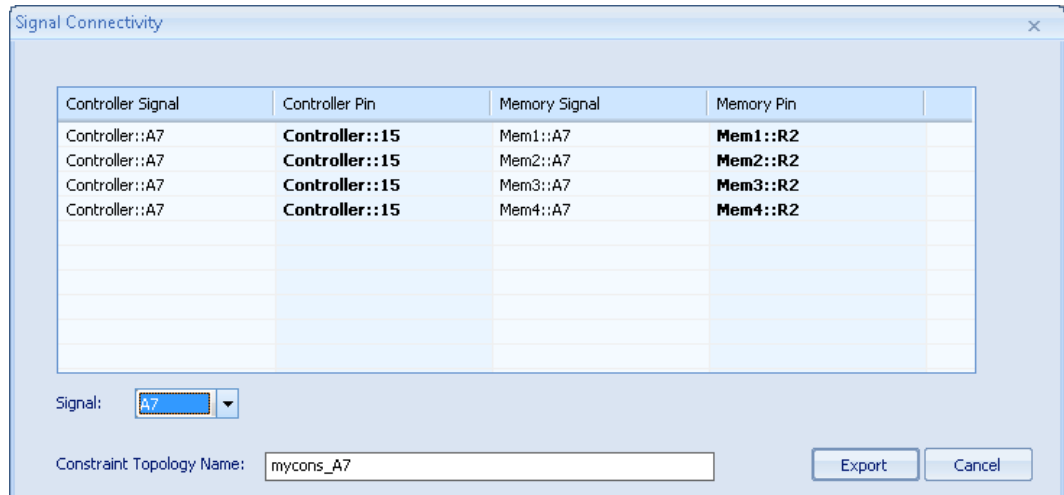 Signal Connectivity
Controller Signal Controller Pin Memory Signal Memory Pin
Controller::A7 Controller::15 Mem1::A7 Mem1::R2
Controller::A7 Controller::15 Mem2::A7 Mem2::R2
Controller::A7 Controller::15 Mem3::A7 Mem3::R2
Controller::A7 Controller::15 Mem4::A7 Mem4::R2
Signal: A7
Constraint Topology Name: mycons_A7 Export Cancel